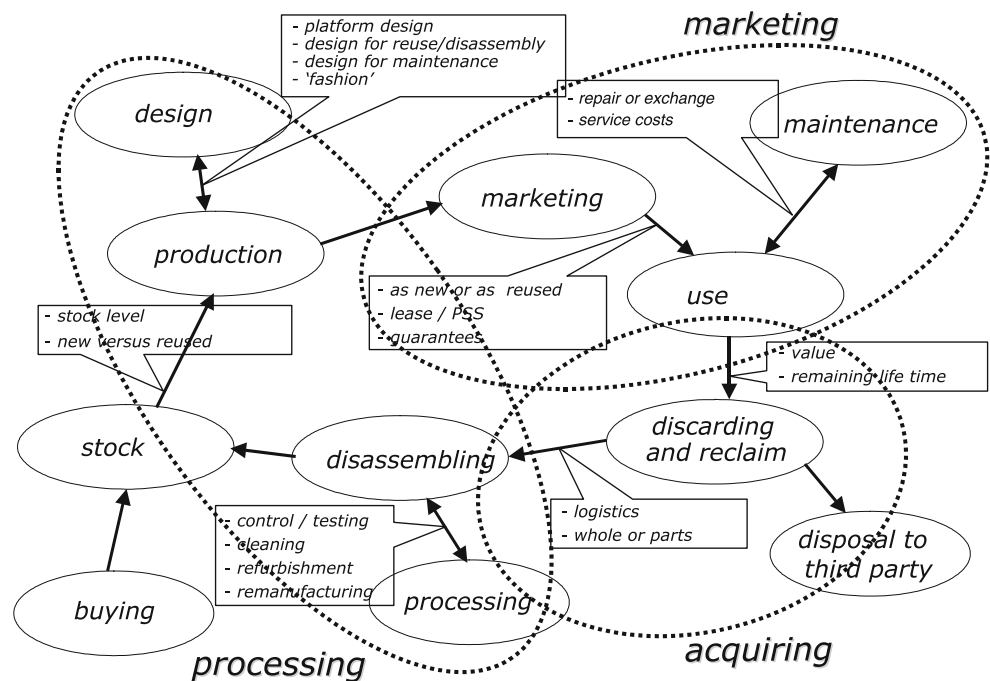 marketing
- platform design
- design for reuse/disassembly
- design for maintenance
- ‘fashion’
design
- repair or exchange
- service costs
maintenance
marketing
production
- as new or as reused
- lease / PSS
- guarantees
use
- stock level
- new versus reused
- value
- remaining life time
stock
disassembling
discarding
and reclaim
- control / testing
- cleaning
- refurbishment
- remanufacturing
- logistics
- whole or parts
disposal to
third party
buying
processing
processing
acquiring